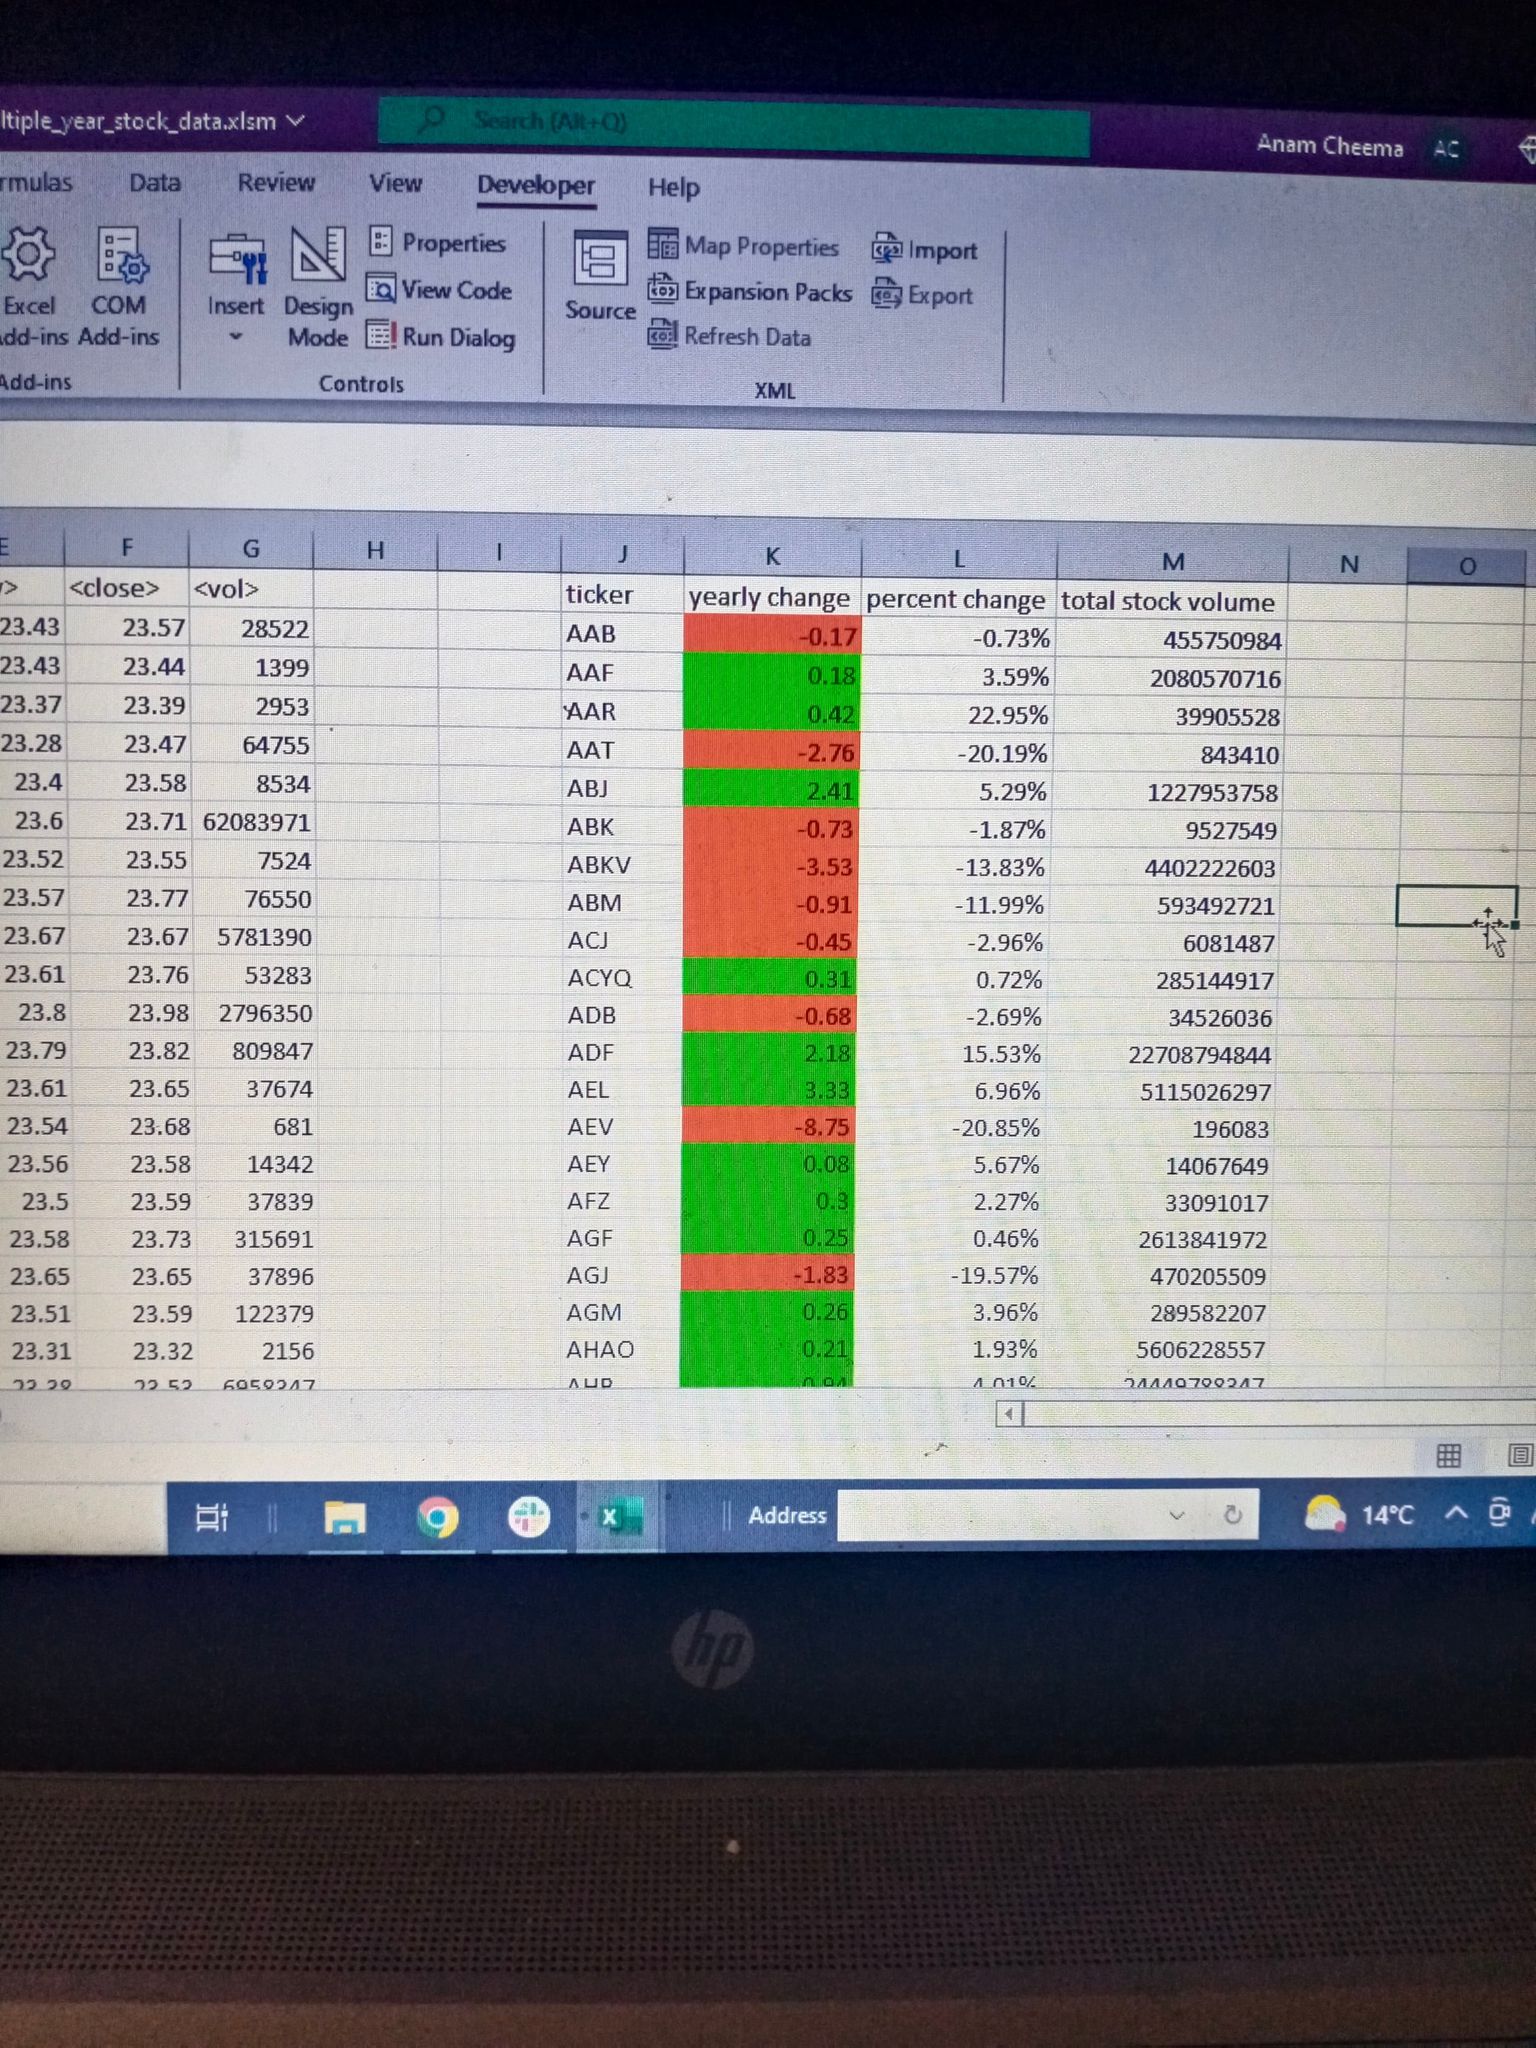 ltiple_year_stock_data.xlsm
Search (Alt+Q)
Anam Cheema AC
rmulas Data Review View Developer Help
Excel
Add-ins
COM
Add-ins
Add-ins
Insert
Design
Mode
Properties
View Code
Run Dialog
Controls
Source
Map Properties
Expansion Packs
Refresh Data
Import
Export
XML
E F G H I J K L M N O
> <close> <vol> ticker yearly change percent change total stock volume
23.43 23.57 28522 AAB -0.17 -0.73% 455750984
23.43 23.44 1399 AAF 0.18 3.59% 2080570716
23.37 23.39 2953 AAR 0.42 22.95% 39905528
23.28 23.47 64755 AAT -2.76 -20.19% 843410
23.4 23.58 8534 ABJ 2.41 5.29% 1227953758
23.6 23.71 62083971 ABK -0.73 -1.87% 9527549
23.52 23.55 7524 ABKV -3.53 -13.83% 4402222603
23.57 23.77 76550 ABM -0.91 -11.99% 593492721
23.67 23.67 5781390 ACJ -0.45 -2.96% 6081487
23.61 23.76 53283 ACYQ 0.31 0.72% 285144917
23.8 23.98 2796350 ADB -0.68 -2.69% 34526036
23.79 23.82 809847 ADF 2.18 15.53% 22708794844
23.61 23.65 37674 AEL 3.33 6.96% 5115026297
23.54 23.68 681 AEV -8.75 -20.85% 196083
23.56 23.58 14342 AEY 0.08 5.67% 14067649
23.5 23.59 37839 AFZ 0.3 2.27% 33091017
23.58 23.73 315691 AGF 0.25 0.46% 2613841972
23.65 23.65 37896 AGJ -1.83 -19.57% 470205509
23.51 23.59 122379 AGM 0.26 3.96% 289582207
23.31 23.32 2156 AHAO 0.21 1.93% 5606228557
Address
14°C
hp